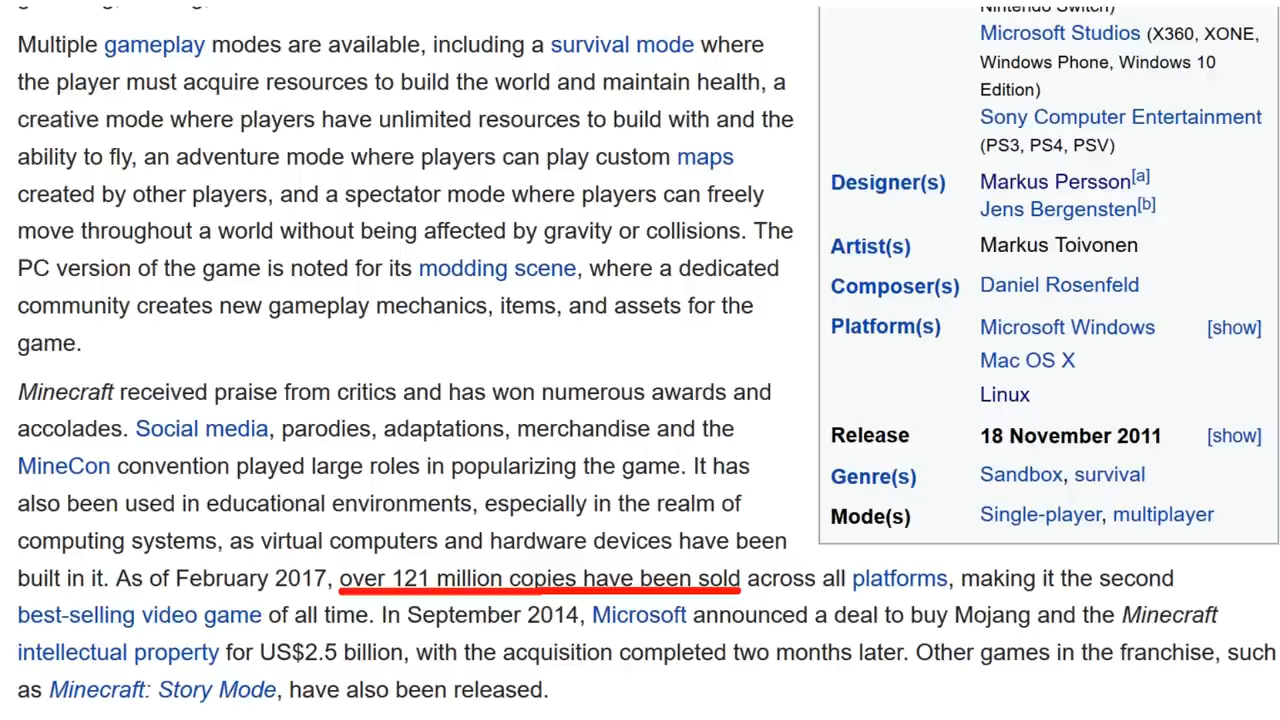 Multiple gameplay modes are available, including a survival mode where
the player must acquire resources to build the world and maintain health, a
creative mode where players have unlimited resources to build with and the
ability to fly, an adventure mode where players can play custom maps
created by other players, and a spectator mode where players can freely
move throughout a world without being affected by gravity or collisions. The
PC version of the game is noted for its modding scene, where a dedicated
community creates new gameplay mechanics, items, and assets for the
game.
Minecraft received praise from critics and has won numerous awards and
accolades. Social media, parodies, adaptations, merchandise and the
MineCon convention played large roles in popularizing the game. It has
also been used in educational environments, especially in the realm of
computing systems, as virtual computers and hardware devices have been
built in it. As of February 2017, over 121 million copies have been sold across all platforms, making it the second
best-selling video game of all time. In September 2014, Microsoft announced a deal to buy Mojang and the Minecraft
intellectual property for US$2.5 billion, with the acquisition completed two months later. Other games in the franchise, such
as Minecraft: Story Mode, have also been released.
Nintendo Switch)
Microsoft Studios (X360, XONE,
Windows Phone, Windows 10
Edition)
Sony Computer Entertainment
(PS3, PS4, PSV)
Designer(s) Markus Persson[a]
Jens Bergensten[b]
Artist(s) Markus Toivonen
Composer(s) Daniel Rosenfeld
Platform(s) Microsoft Windows [show]
Mac OS X
Linux
Release 18 November 2011 [show]
Genre(s) Sandbox, survival
Mode(s) Single-player, multiplayer